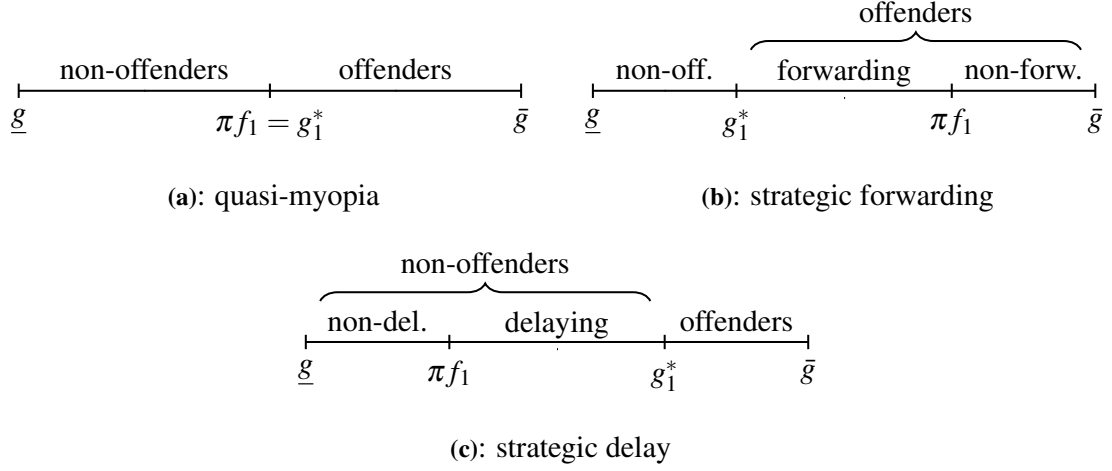 offenders
non-offenders offenders
g πf₁ = g₁* ḡ
non-off. forwarding non-forw.
g g₁* πf₁ ḡ
(a): quasi-myopia
(b): strategic forwarding
non-offenders
non-del. delaying offenders
g πf₁ g₁* ḡ
(c): strategic delay